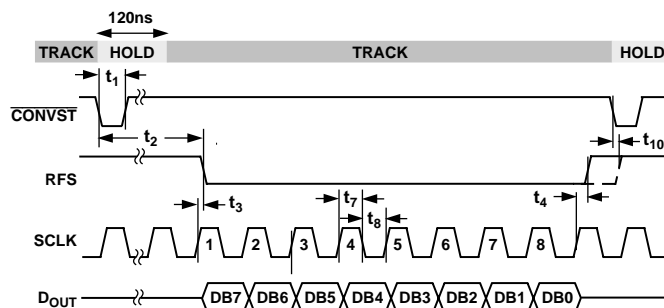 120ns
TRACK HOLD TRACK HOLD
t1
CONVST
t2
t10
RFS
t3 t7 t8 t4
SCLK 1 2 3 4 5 6 7 8
DOUT DB7 DB6 DB5 DB4 DB3 DB2 DB1 DB0